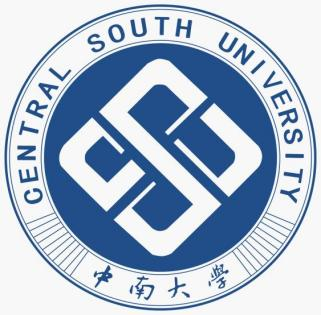 CENTRAL SOUTH UNIVERSITY
中南大學